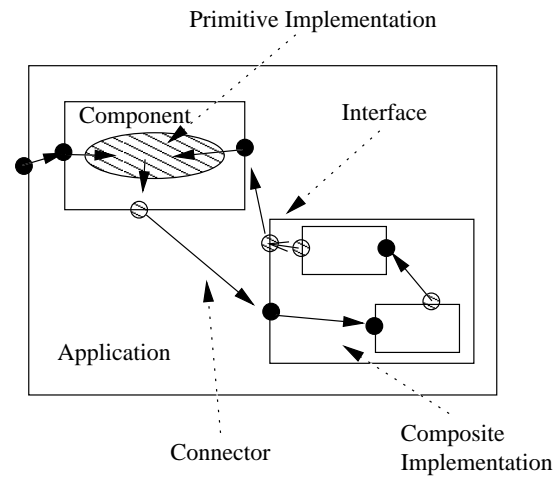 Primitive Implementation
Component
Interface
Application
Connector
Composite
Implementation